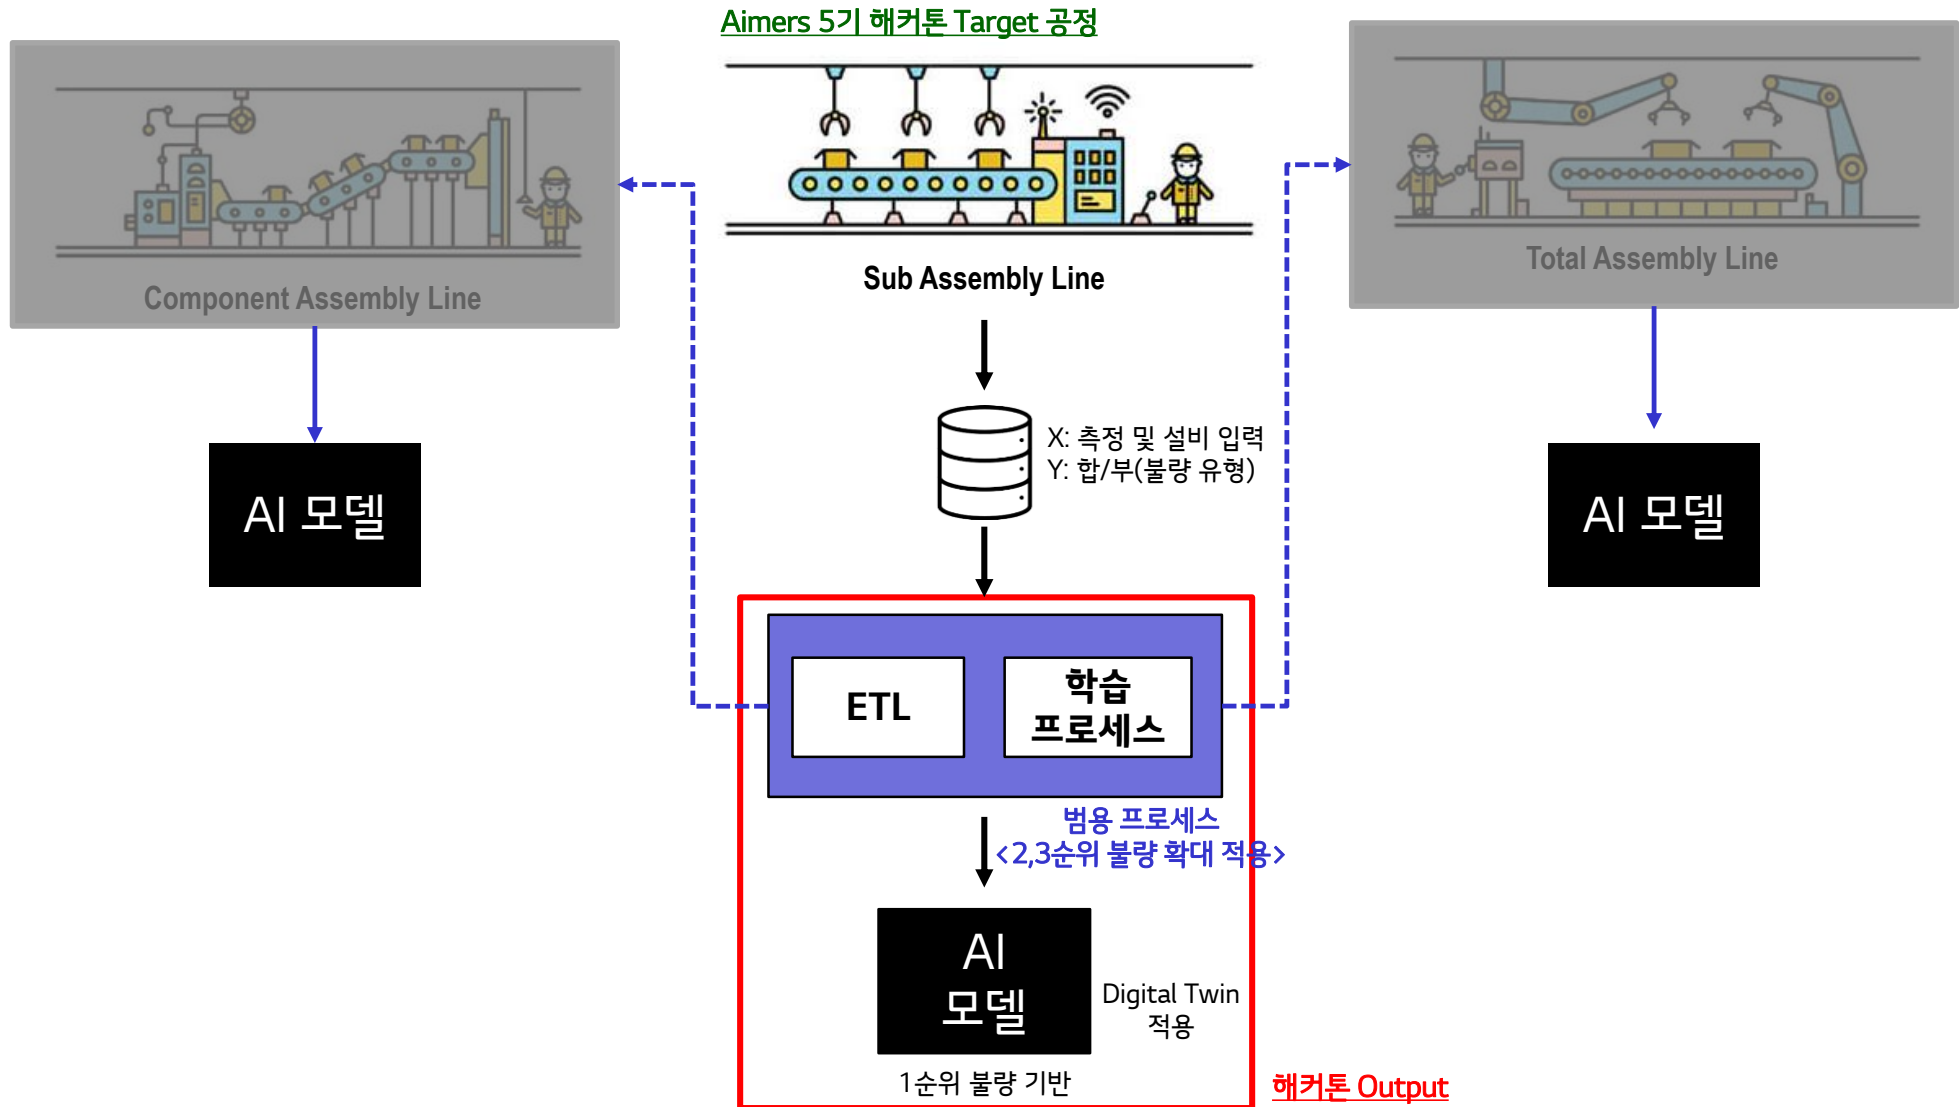 Aimers 5기 해커톤 Target 공정
Component Assembly Line
Sub Assembly Line
Total Assembly Line
X: 측정 및 설비 입력
Y: 합/부(불량 유형)
AI 모델
AI 모델
ETL
학습
프로세스
범용 프로세스
<2,3순위 불량 확대 적용>
AI
모델
Digital Twin
적용
1순위 불량 기반
해커톤 Output